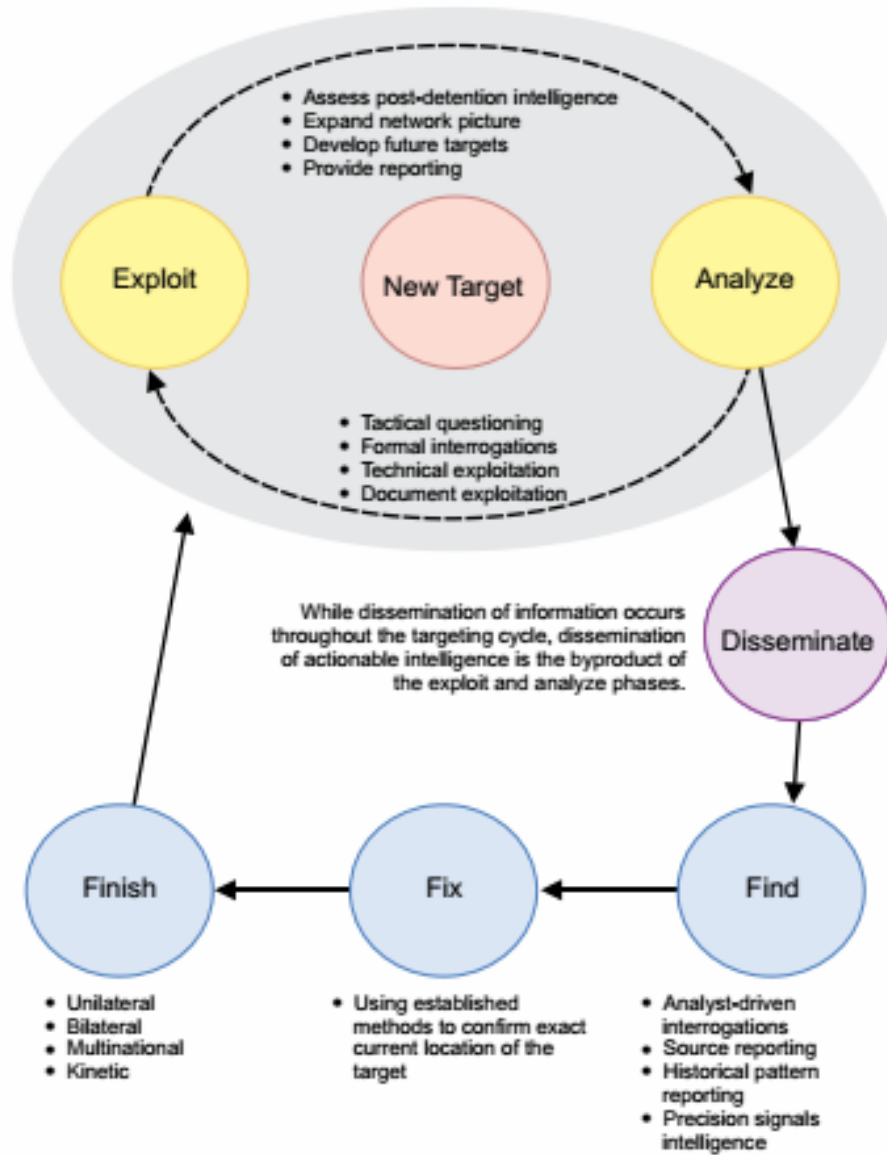 • Assess post-detention intelligence
• Expand network picture
• Develop future targets
• Provide reporting
Exploit
New Target
Analyze
• Tactical questioning
• Formal interrogations
• Technical exploitation
• Document exploitation
While dissemination of information occurs
throughout the targeting cycle, dissemination
of actionable intelligence is the byproduct of
the exploit and analyze phases.
Disseminate
Finish
Fix
Find
• Unilateral
• Bilateral
• Multinational
• Kinetic
• Using established
methods to confirm exact
current location of the
target
• Analyst-driven
interrogations
• Source reporting
• Historical pattern
reporting
• Precision signals
intelligence